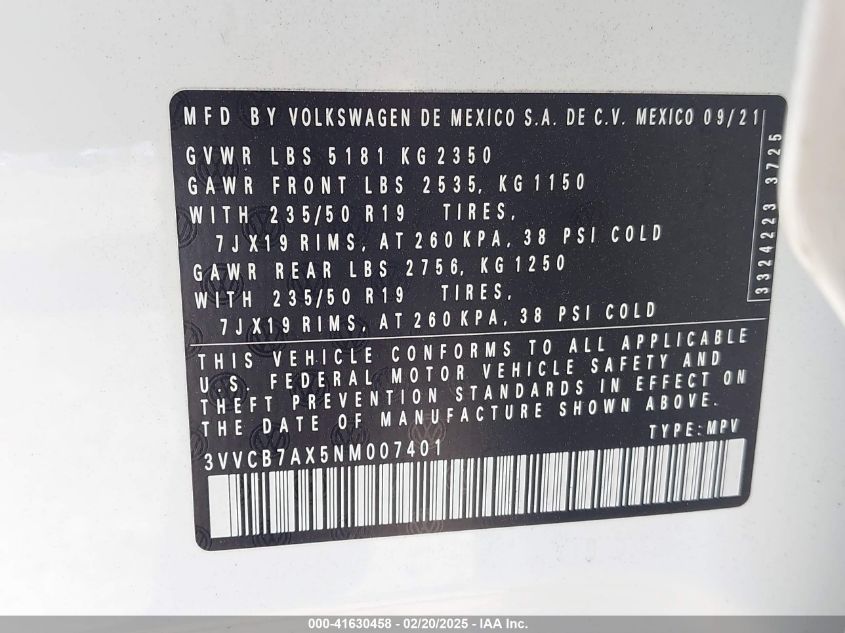 MFD BY VOLKSWAGEN DE MEXICO S.A. DE C.V. MEXICO 09/21
GVWR LBS 5181 KG 2350
GAWR FRONT LBS 2535, KG 1150
WITH 235/50 R19 TIRES,
7JX19 RIMS, AT 260 KPA, 38 PSI COLD
GAWR REAR LBS 2756, KG 1250
WITH 235/50 R19 TIRES,
7JX19 RIMS, AT 260 KPA, 38 PSI COLD
3324223 3725
THIS VEHICLE CONFORMS TO ALL APPLICABLE
U.S. FEDERAL MOTOR VEHICLE SAFETY AND
THEFT PREVENTION STANDARDS IN EFFECT ON
THE DATE OF MANUFACTURE SHOWN ABOVE.
TYPE: MPV
3VVCB7AX5NM007401
000-41630458 - 02/20/2025 - IAA Inc.